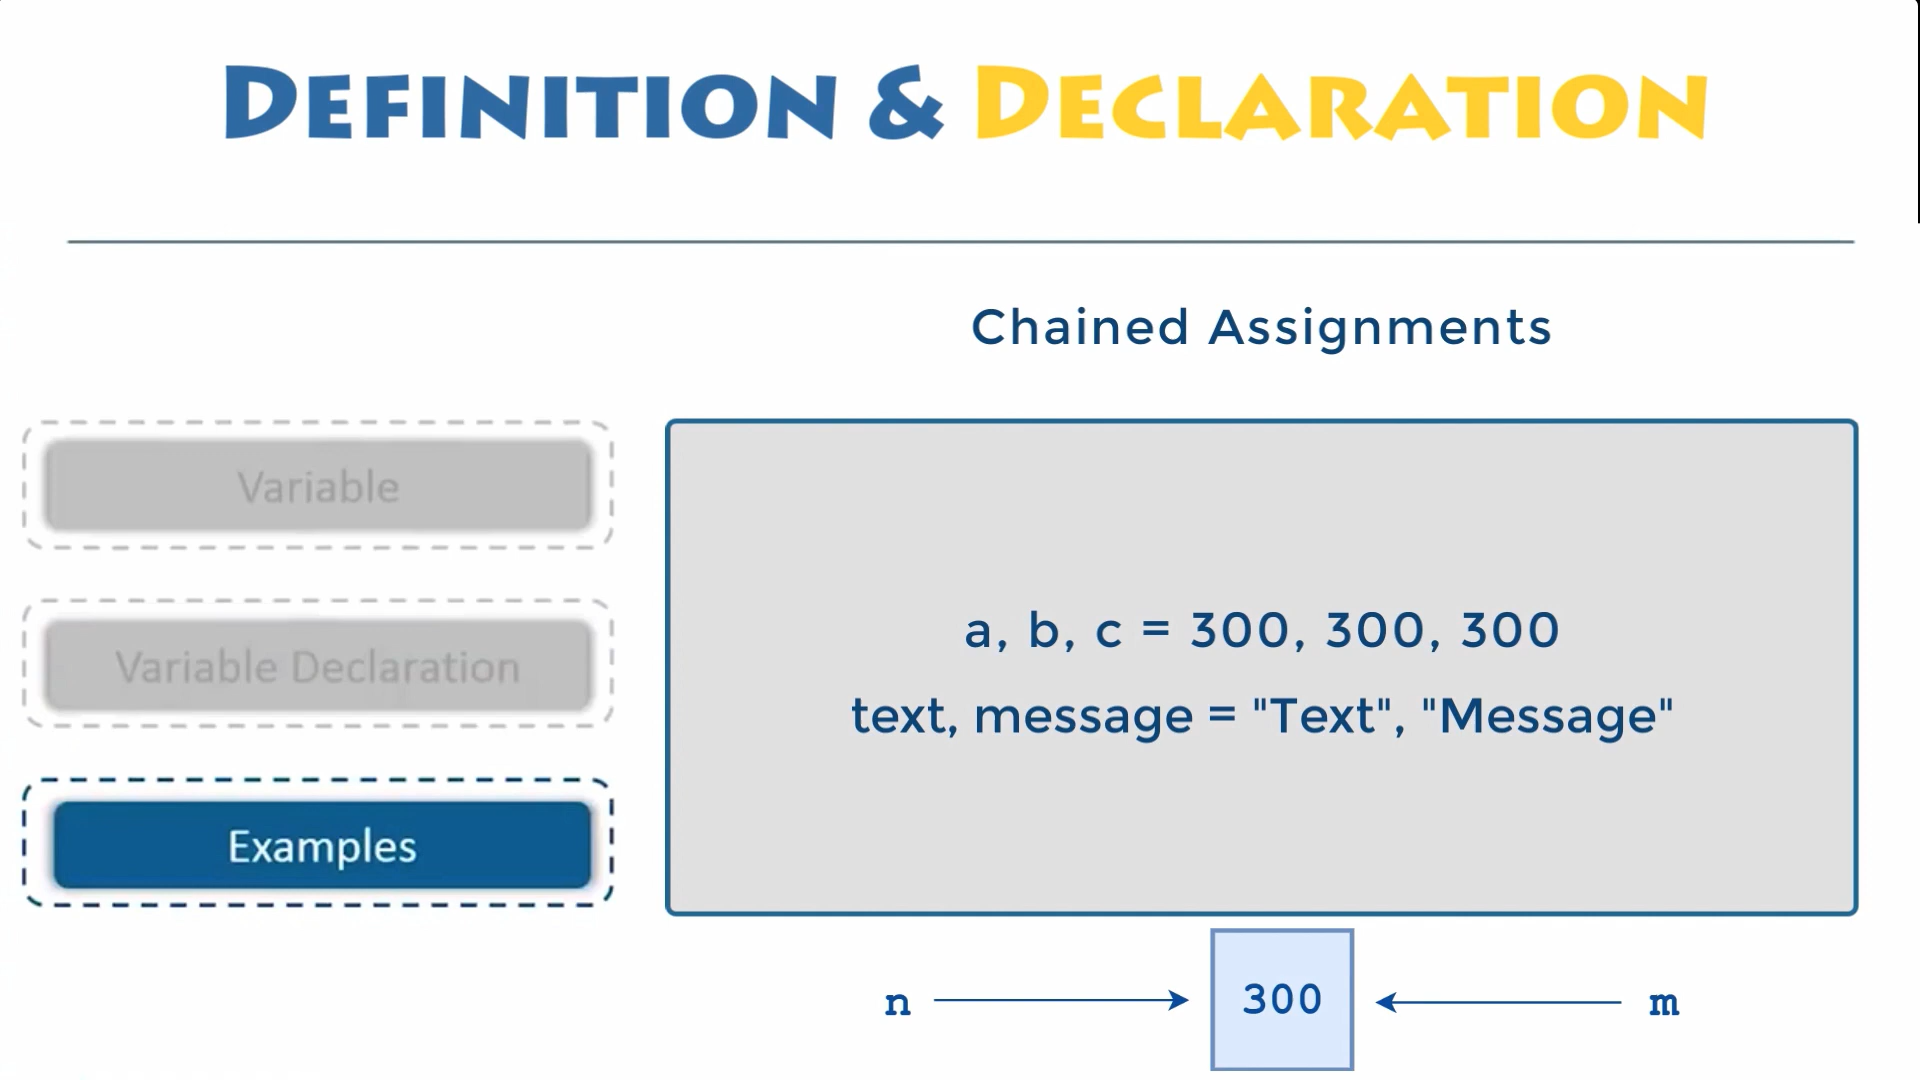 DEFINITION & DECLARATION
Chained Assignments
Variable
Variable Declaration
Examples
a, b, c = 300, 300, 300
text, message = "Text", "Message"
n 300 m